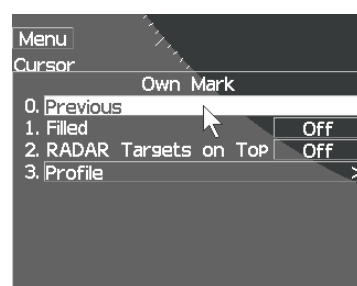 Menu
Cursor
Own Mark
0. Previous
1. Filled Off
2. RADAR Targets on Top Off
3. Profile >